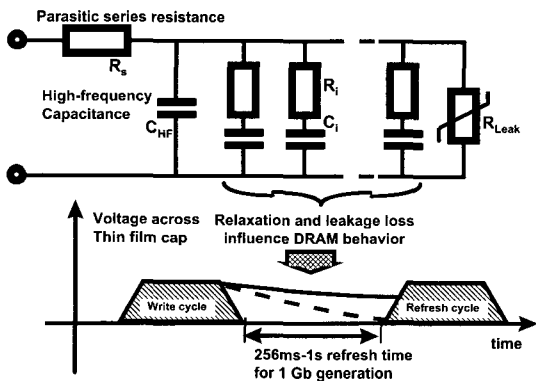 Parasitic series resistance
Rs
High-frequency
Capacitance
CHF
Ri
Ci
RLeak
Voltage across
Thin film cap
Relaxation and leakage loss
influence DRAM behavior
Write cycle
Refresh cycle
time
256ms-1s refresh time
for 1 Gb generation